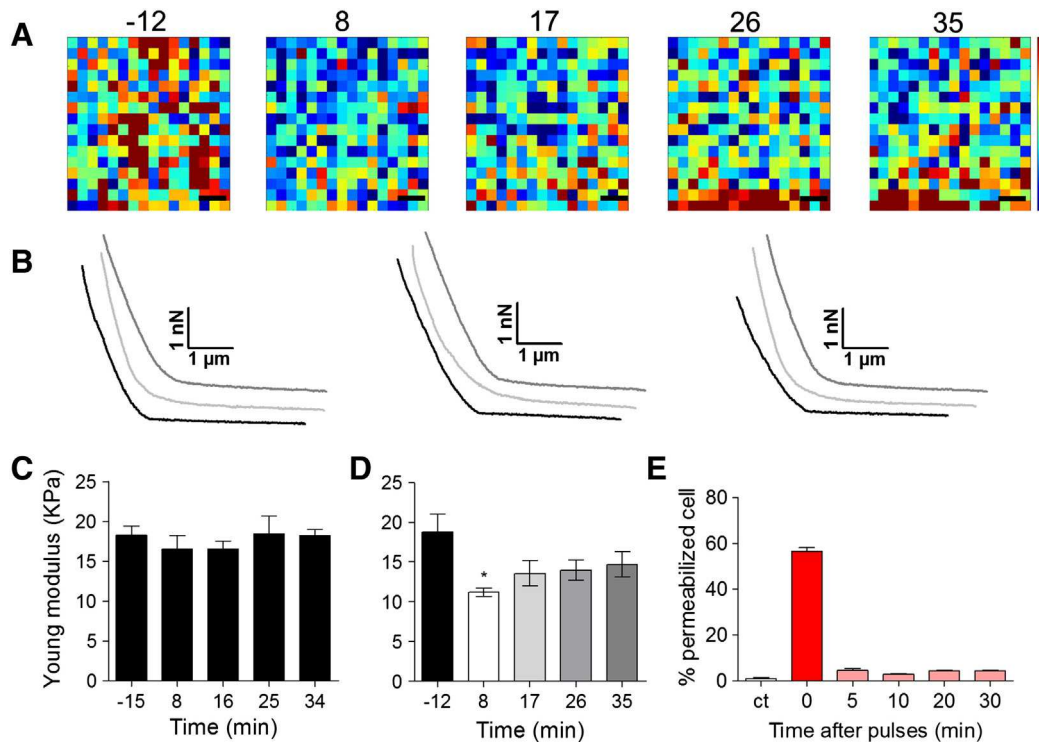 A
-12 8 17 26 35
B
1 nN
1 µm
1 nN
1 µm
1 nN
1 µm
C
Young modulus (KPa)
25
20
15
10
5
0
-15 8 16 25 34
Time (min)
D
25
20
15
10
5
0
*
-12 8 17 26 35
Time (min)
E
% permeabilized cell
80
60
40
20
0
ct 0 5 10 20 30
Time after pulses (min)